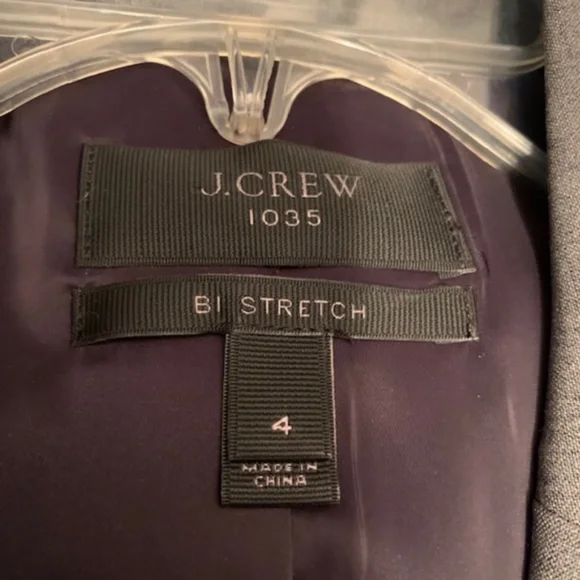 J.CREW
1035
BI STRETCH
4
MADE IN
CHINA